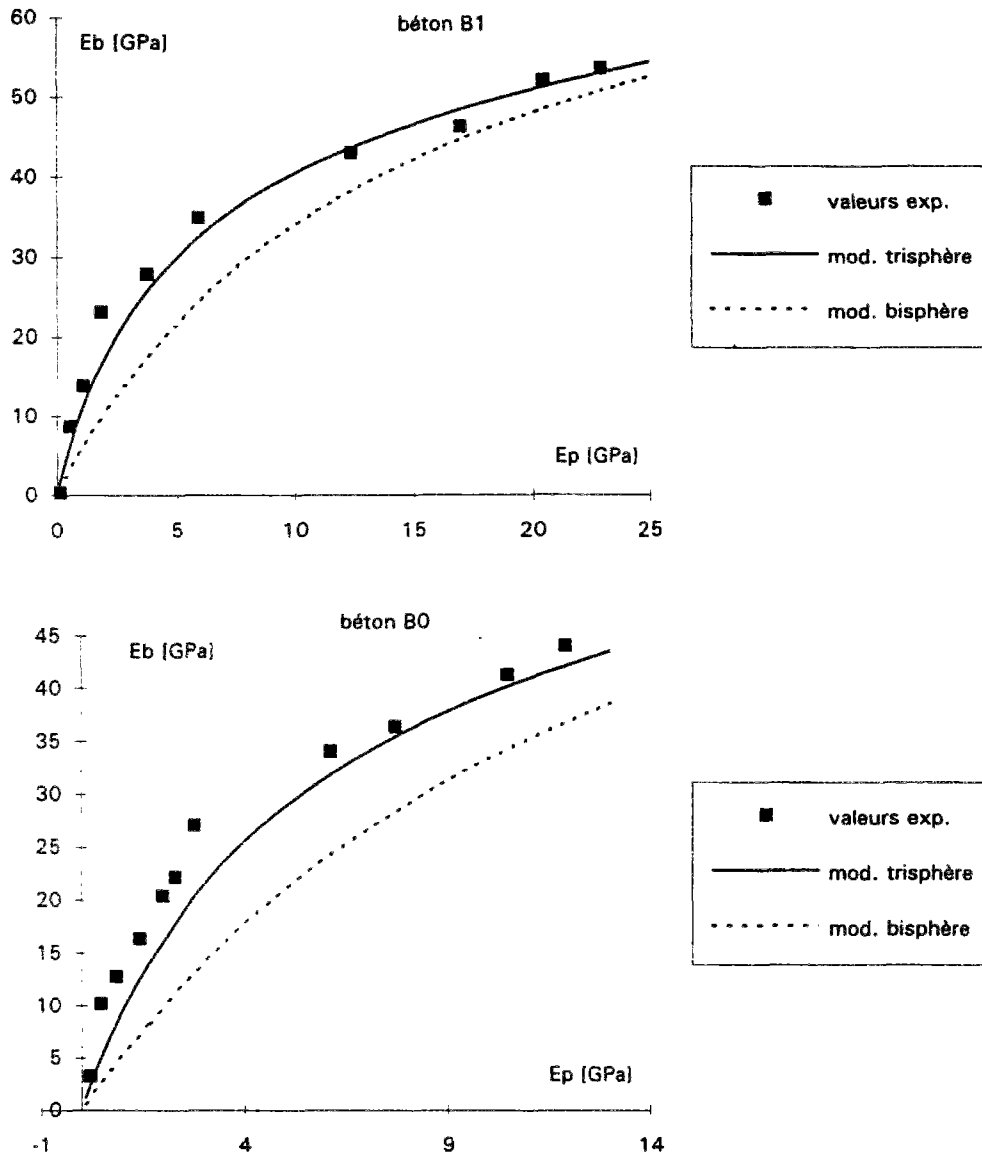 béton B1
Eb (GPa)
60
50
40
30
20
10
0
0 5 10 15 20 25
Ep (GPa)
valeurs exp.
mod. trisphère
mod. bisphère
béton B0
Eb (GPa)
45
40
35
30
25
20
15
10
5
0
-1 4 9 14
Ep (GPa)
valeurs exp.
mod. trisphère
mod. bisphère